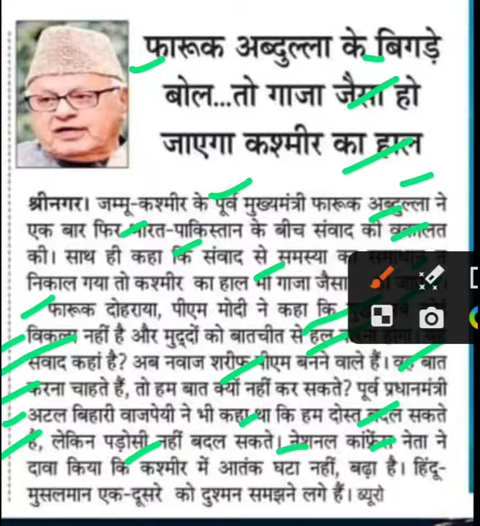 फारूक अब्दुल्ला के बिगड़े
बोल...तो गाजा जैसा हो
जाएगा कश्मीर का हाल
श्रीनगर। जम्मू-कश्मीर के पूर्व मुख्यमंत्री फारूक अब्दुल्ला ने
एक बार फिर भारत-पाकिस्तान के बीच संवाद की वकालत
की। साथ ही कहा कि संवाद से समस्या का समाधान न
निकाल गया तो कश्मीर का हाल भी गाजा जैसा
फारूक दोहराया, पीएम मोदी ने कहा कि
विकल्प नहीं है और मुद्दों को बातचीत से हल
संवाद कहां है? अब नवाज शरीफ पीएम बनने वाले हैं। वह बात
करना चाहते हैं, तो हम बात क्यों नहीं कर सकते? पूर्व प्रधानमंत्री
अटल बिहारी वाजपेयी ने भी कहा था कि हम दोस्त बदल सकते
हैं, लेकिन पड़ोसी नहीं बदल सकते। नेशनल कांफ्रेंस नेता ने
दावा किया कि कश्मीर में आतंक घटा नहीं, बढ़ा है। हिंदू-
मुसलमान एक-दूसरे को दुश्मन समझने लगे हैं। ब्यूरो